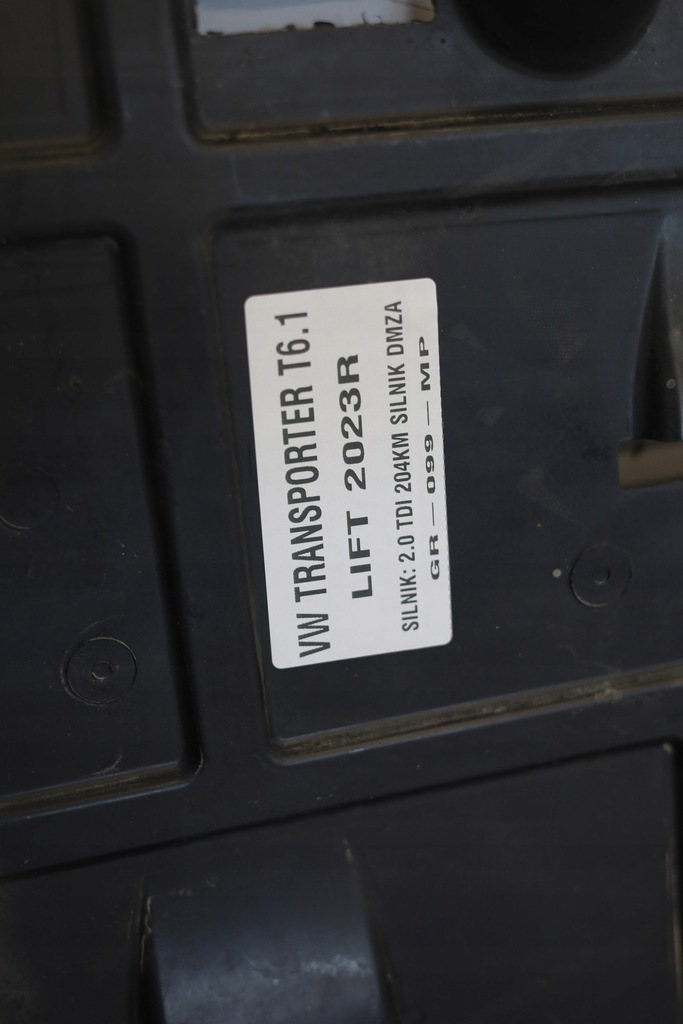 VW TRANSPORTER T6.1
LIFT 2023R
SILNIK: 2.0 TDI 204KM SILNIK DMZA
GR - 099 - MP